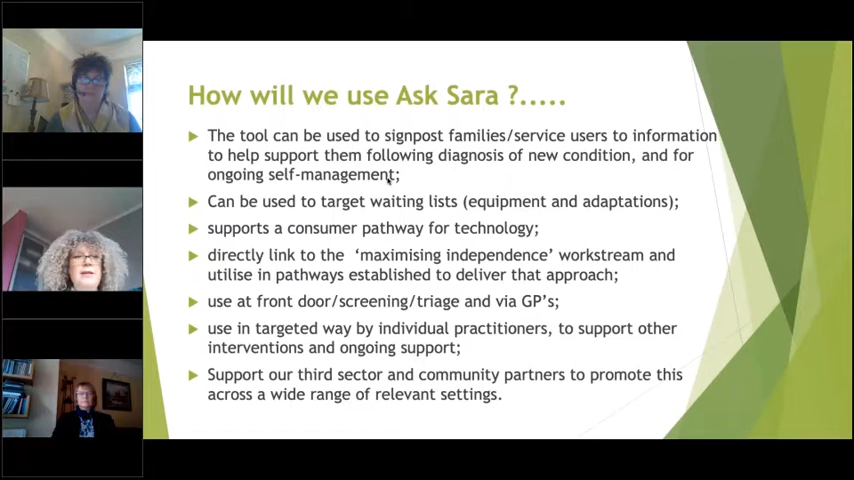 How will we use Ask Sara ?.....
The tool can be used to signpost families/service users to information
to help support them following diagnosis of new condition, and for
ongoing self-management;
Can be used to target waiting lists (equipment and adaptations);
supports a consumer pathway for technology;
directly link to the ‘maximising independence’ workstream and
utilise in pathways established to deliver that approach;
use at front door/screening/triage and via GP’s;
use in targeted way by individual practitioners, to support other
interventions and ongoing support;
Support our third sector and community partners to promote this
across a wide range of relevant settings.